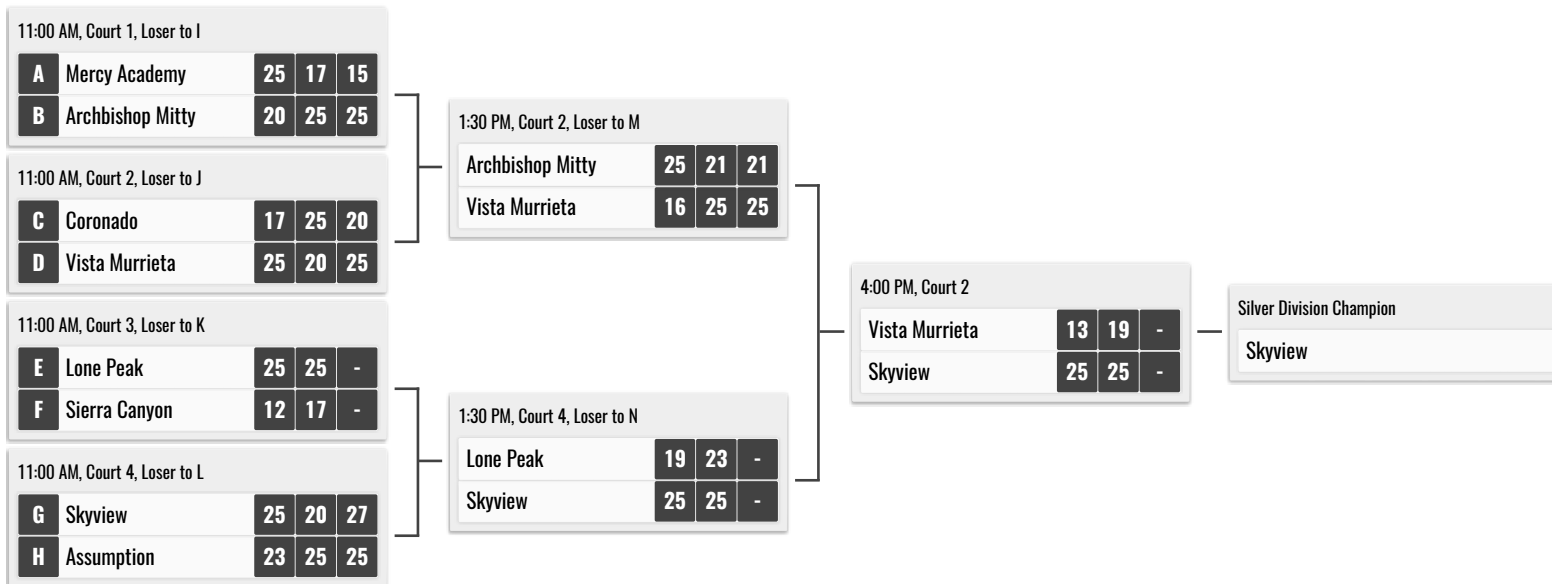 11:00 AM, Court 1, Loser to I
A Mercy Academy 25 17 15
B Archbishop Mitty 20 25 25
11:00 AM, Court 2, Loser to J
C Coronado 17 25 20
D Vista Murrieta 25 20 25
11:00 AM, Court 3, Loser to K
E Lone Peak 25 25 -
F Sierra Canyon 12 17 -
11:00 AM, Court 4, Loser to L
G Skyview 25 20 27
H Assumption 23 25 25
1:30 PM, Court 2, Loser to M
Archbishop Mitty 25 21 21
Vista Murrieta 16 25 25
1:30 PM, Court 4, Loser to N
Lone Peak 19 23 -
Skyview 25 25 -
4:00 PM, Court 2
Vista Murrieta 13 19 -
Skyview 25 25 -
Silver Division Champion
Skyview